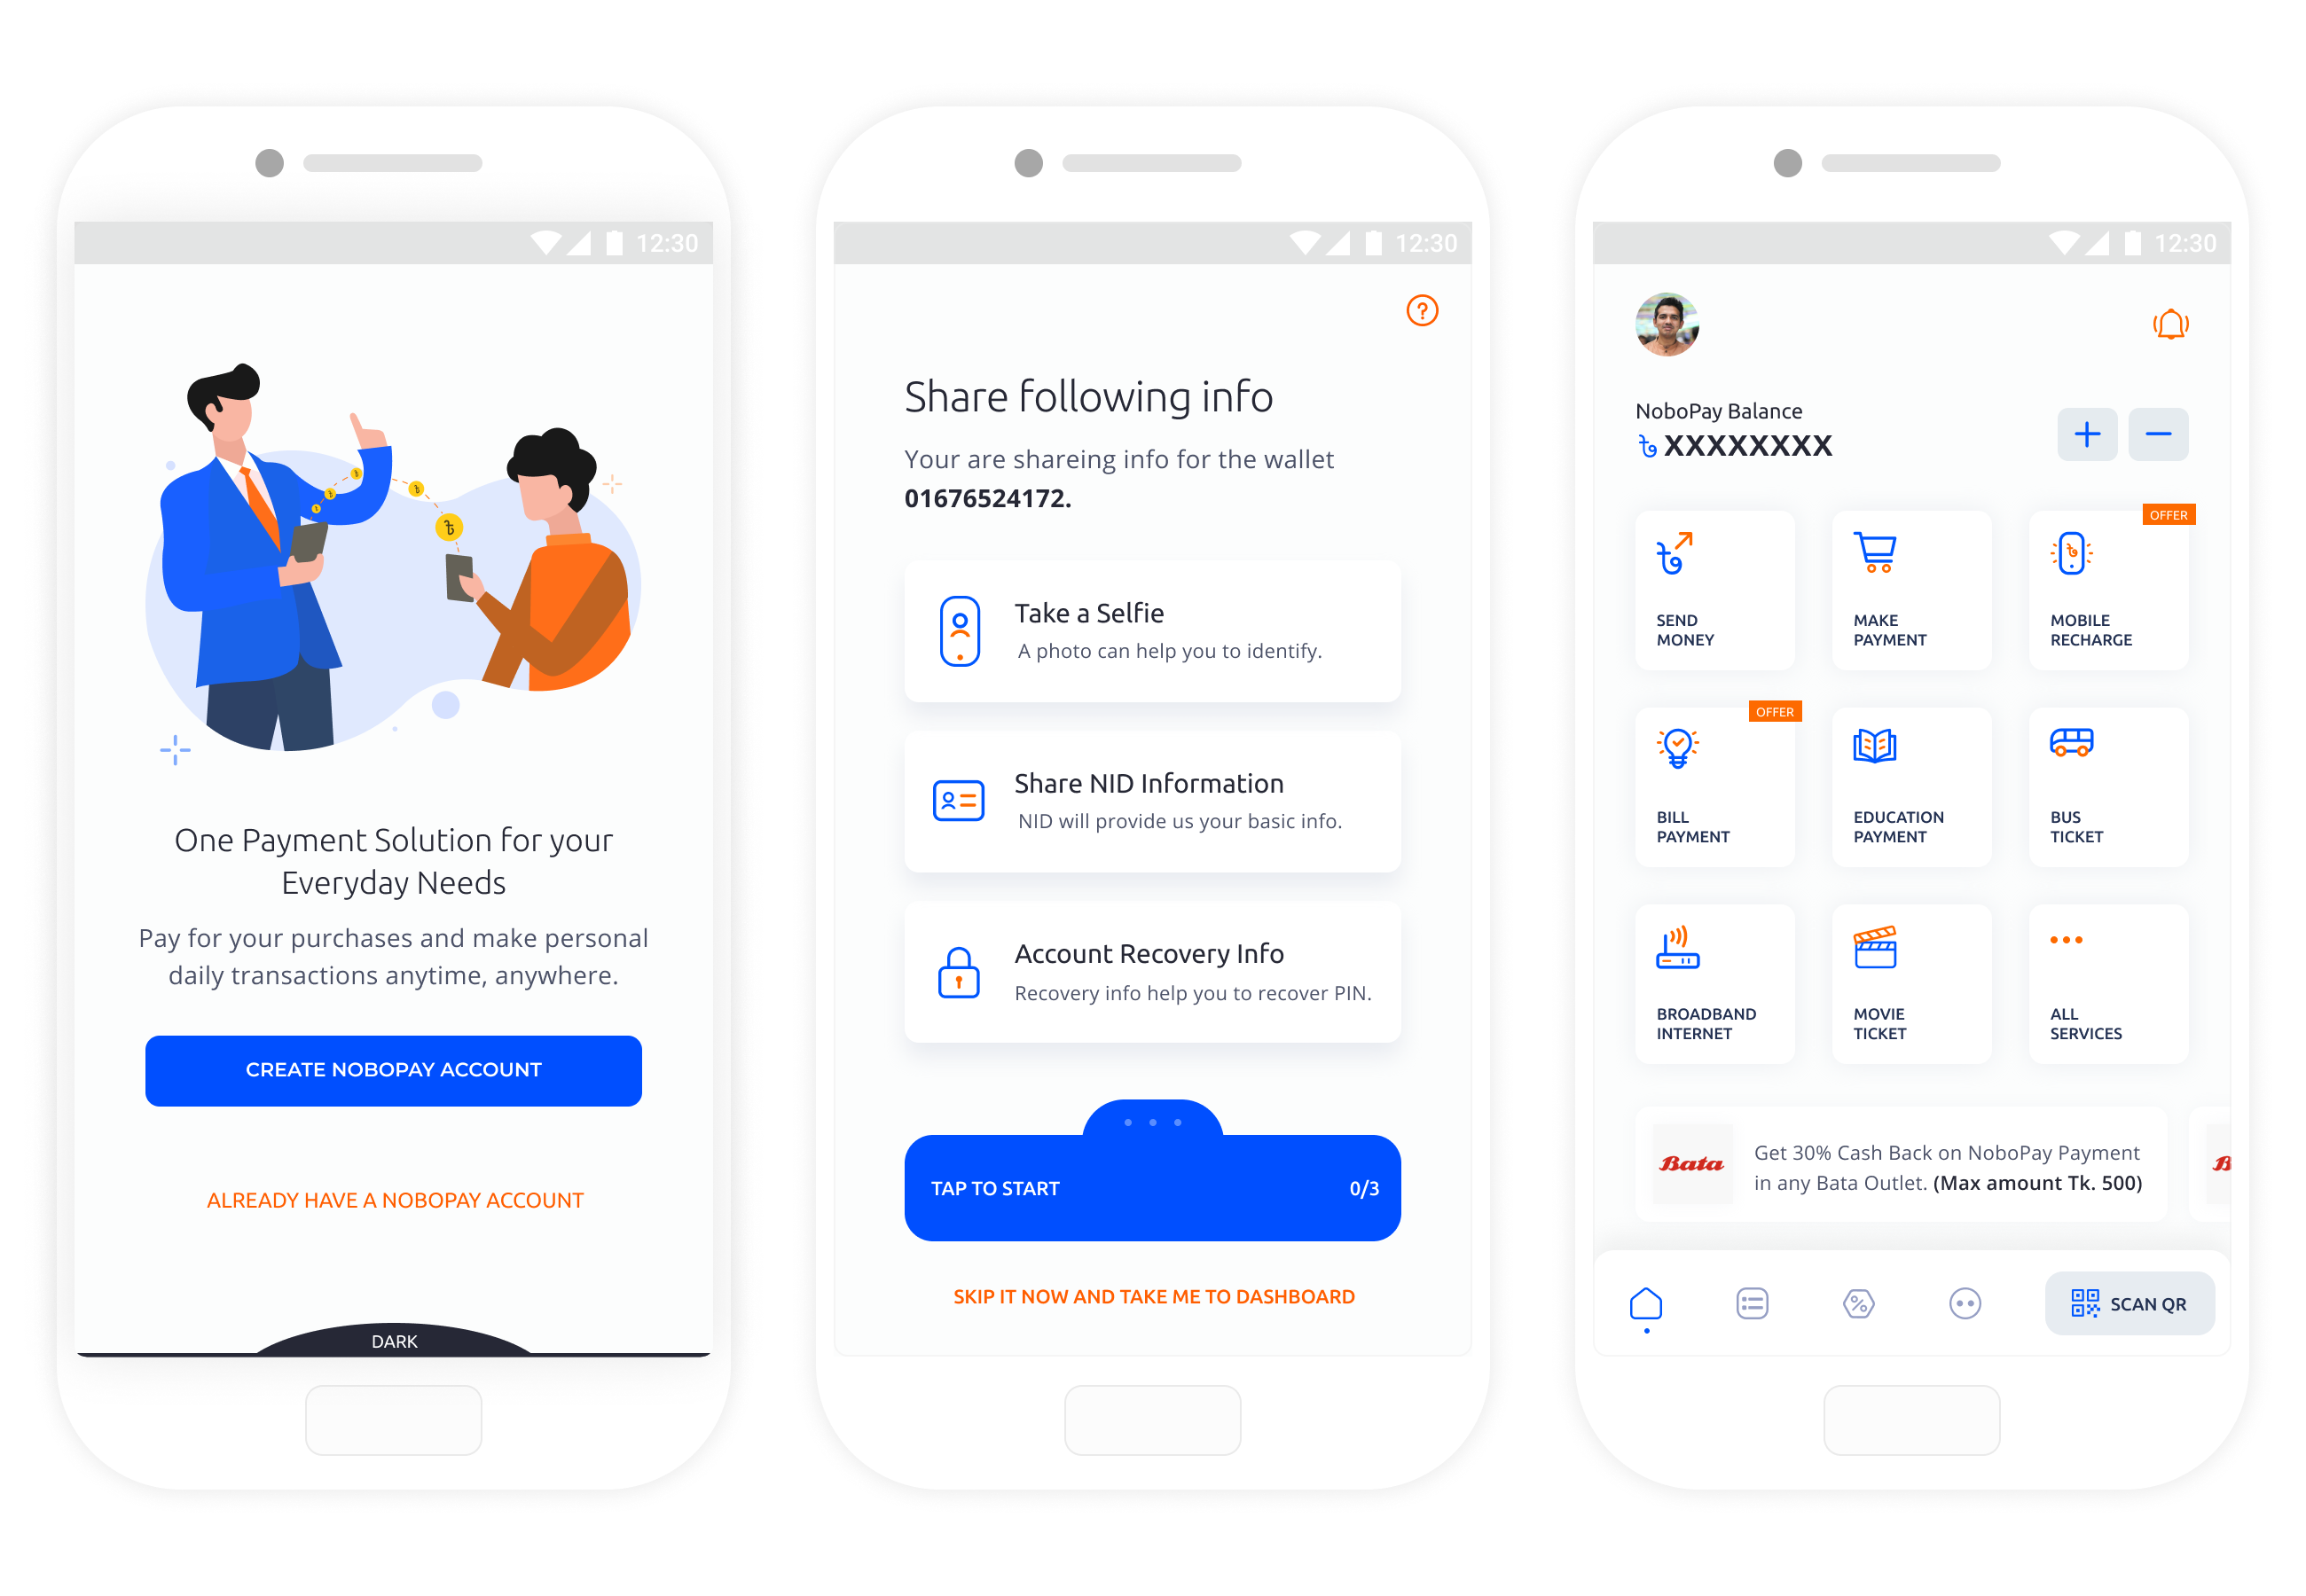 12:30
One Payment Solution for your
Everyday Needs
Pay for your purchases and make personal
daily transactions anytime, anywhere.
CREATE NOBOPAY ACCOUNT
ALREADY HAVE A NOBOPAY ACCOUNT
DARK
12:30
?
Share following info
Your are shareing info for the wallet
01676524172.
Take a Selfie
A photo can help you to identify.
Share NID Information
NID will provide us your basic info.
Account Recovery Info
Recovery info help you to recover PIN.
TAP TO START 0/3
SKIP IT NOW AND TAKE ME TO DASHBOARD
12:30
NoboPay Balance
৳ XXXXXXXX
SEND
MONEY
MAKE
PAYMENT
OFFER
MOBILE
RECHARGE
OFFER
BILL
PAYMENT
EDUCATION
PAYMENT
BUS
TICKET
BROADBAND
INTERNET
MOVIE
TICKET
ALL
SERVICES
Bata
Get 30% Cash Back on NoboPay Payment
in any Bata Outlet. (Max amount Tk. 500)
SCAN QR